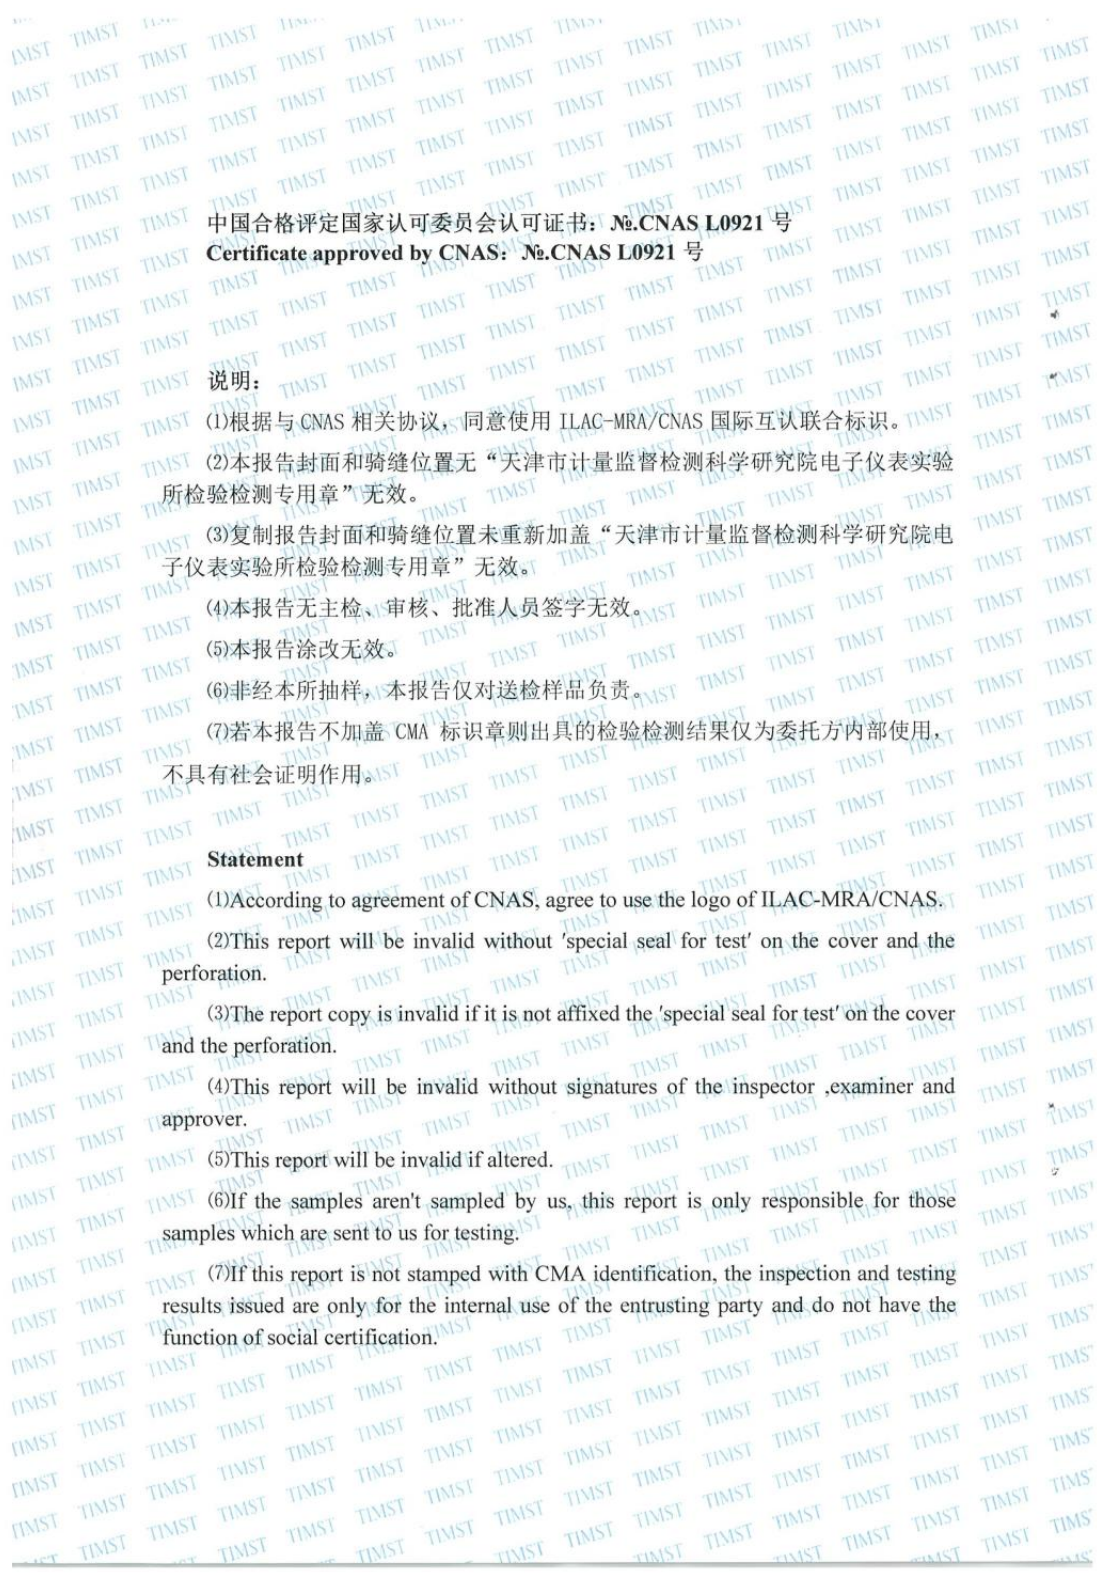 中国合格评定国家认可委员会认可证书：№.CNAS L0921 号
Certificate approved by CNAS：№.CNAS L0921 号
说明：
⑴根据与 CNAS 相关协议，同意使用 ILAC-MRA/CNAS 国际互认联合标识。
⑵本报告封面和骑缝位置无“天津市计量监督检测科学研究院电子仪表实验
所检验检测专用章”无效。
⑶复制报告封面和骑缝位置未重新加盖“天津市计量监督检测科学研究院电
子仪表实验所检验检测专用章”无效。
⑷本报告无主检、审核、批准人员签字无效。
⑸本报告涂改无效。
⑹非经本所抽样，本报告仅对送检样品负责。
⑺若本报告不加盖 CMA 标识章则出具的检验检测结果仅为委托方内部使用，
不具有社会证明作用。
Statement
⑴According to agreement of CNAS, agree to use the logo of ILAC-MRA/CNAS.
⑵This report will be invalid without 'special seal for test' on the cover and the
perforation.
⑶The report copy is invalid if it is not affixed the 'special seal for test' on the cover
and the perforation.
⑷This report will be invalid without signatures of the inspector ,examiner and
approver.
⑸This report will be invalid if altered.
⑹If the samples aren't sampled by us, this report is only responsible for those
samples which are sent to us for testing.
⑺If this report is not stamped with CMA identification, the inspection and testing
results issued are only for the internal use of the entrusting party and do not have the
function of social certification.
TIMST